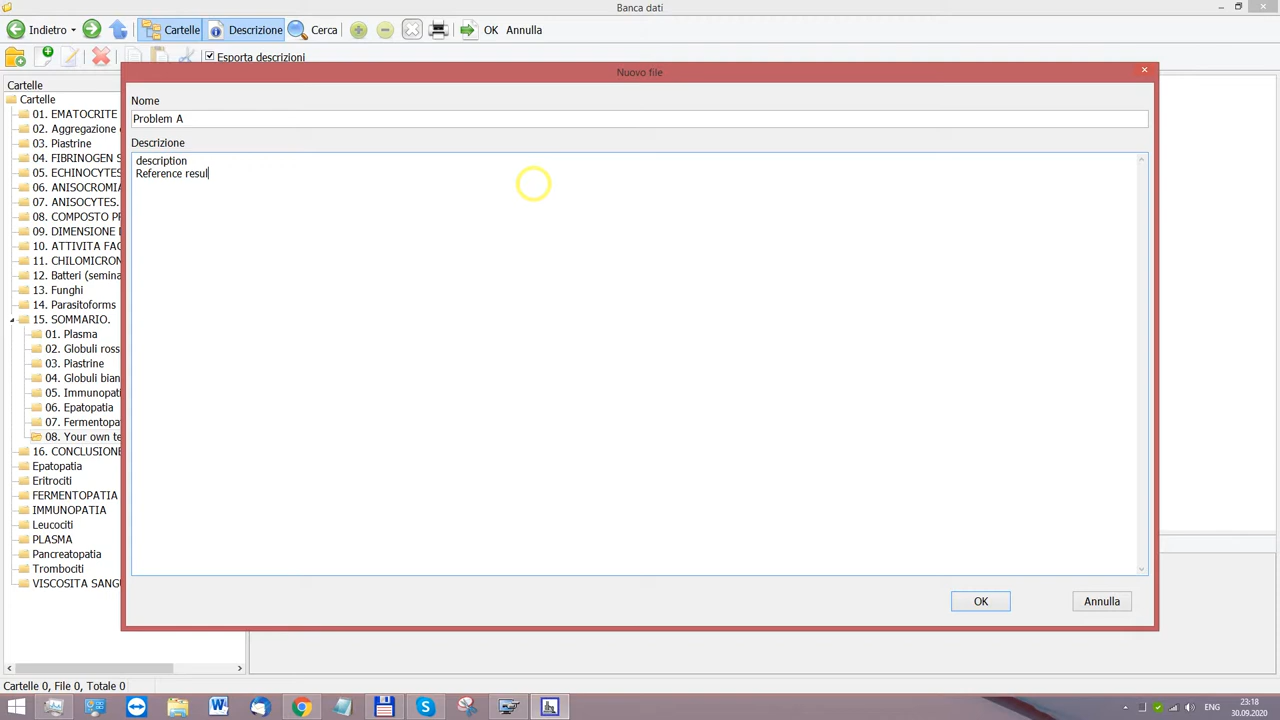 Banca dati
Indietro
Cartelle
Descrizione
Cerca
OK
Annulla
Esporta descrizioni
Cartelle
Cartelle
01. EMATOCRITE
02. Aggregazione
03. Piastrine
04. FIBRINOGEN S
05. ECHINOCYTES
06. ANISOCROMIA
07. ANISOCYTES.
08. COMPOSTO PR
09. DIMENSIONE
10. ATTIVITA FAG
11. CHILOMICRON
12. Batteri (semina
13. Funghi
14. Parasitoforms
15. SOMMARIO.
01. Plasma
02. Globuli ross
03. Piastrine
04. Globuli bian
05. Immunopati
06. Epatopatia
07. Fermentopa
08. Your own te
16. CONCLUSIONE
Epatopatia
Eritrociti
FERMENTOPATIA
IMMUNOPATIA
Leucociti
PLASMA
Pancreatopatia
Trombociti
VISCOSITA SANGU
Nuovo file
Nome
Problem A
Descrizione
description
Reference resul
OK
Annulla
Cartelle 0, File 0, Totale 0
ENG
23:18
30.09.2020